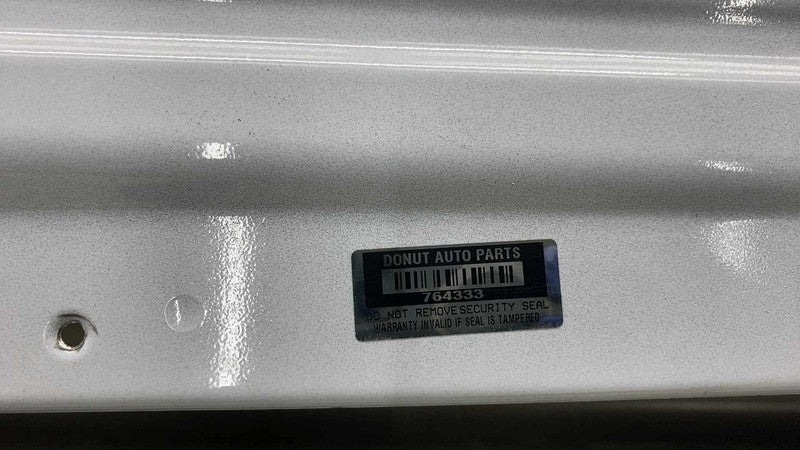 DONUT AUTO PARTS
764333
DO NOT REMOVE SECURITY SEAL
WARRANTY INVALID IF SEAL IS TAMPERED